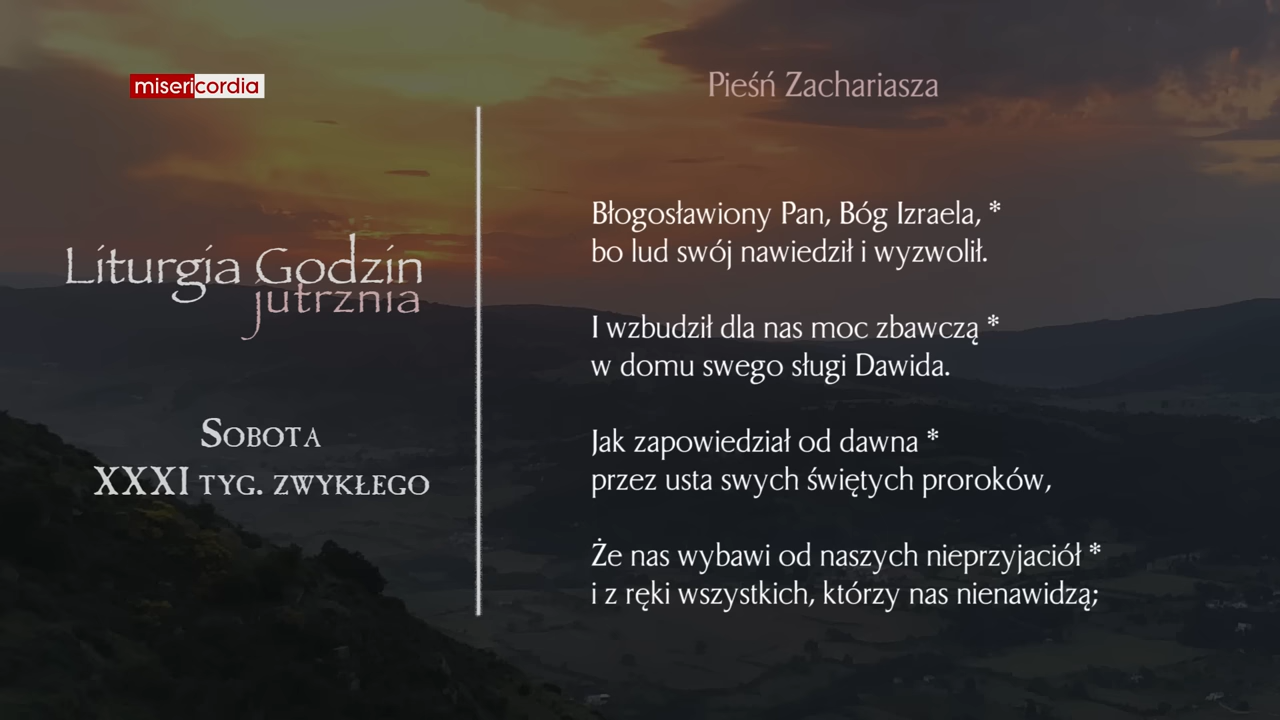 misericordia
Liturgia Godzin
jutrznia
Sobota
XXXI tyg. zwykłego
Pieśń Zachariasza
Błogosławiony Pan, Bóg Izraela, *
bo lud swój nawiedził i wyzwolił.
I wzbudził dla nas moc zbawczą *
w domu swego sługi Dawida.
Jak zapowiedział od dawna *
przez usta swych świętych proroków,
Że nas wybawi od naszych nieprzyjaciół *
i z ręki wszystkich, którzy nas nienawidzą;